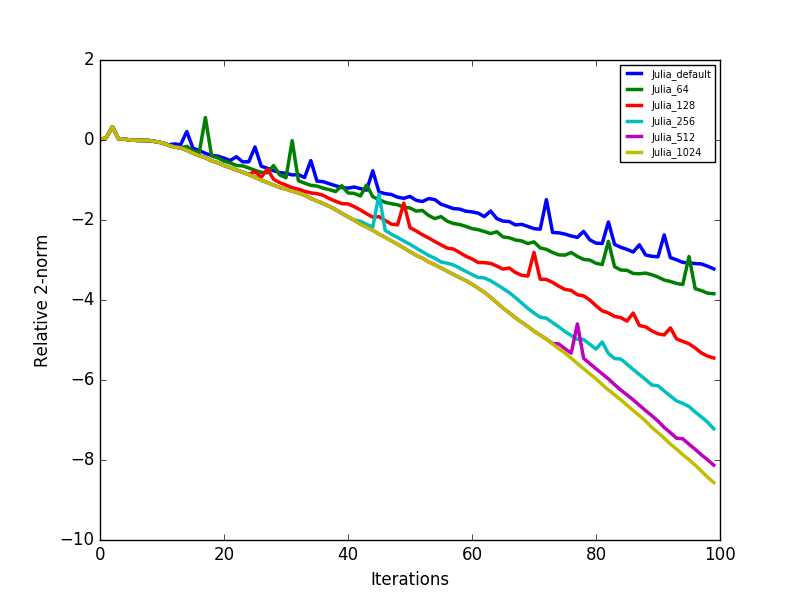 2
0
−2
−4
−6
−8
−10
0 20 40 60 80 100
Iterations
Relative 2-norm
Julia_default
Julia_64
Julia_128
Julia_256
Julia_512
Julia_1024